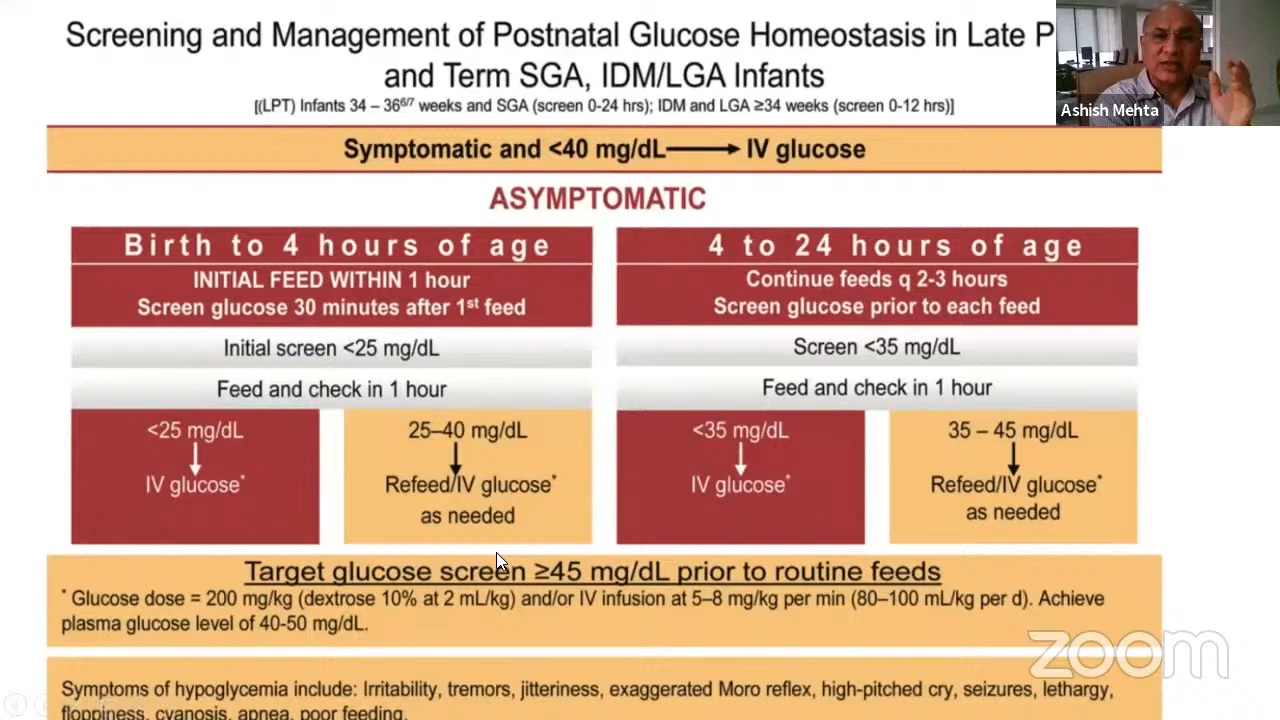 Screening and Management of Postnatal Glucose Homeostasis in Late P
and Term SGA, IDM/LGA Infants
[(LPT) Infants 34 – 36 6/7 weeks and SGA (screen 0-24 hrs); IDM and LGA ≥34 weeks (screen 0-12 hrs)]
Ashish Mehta
Symptomatic and <40 mg/dL → IV glucose
ASYMPTOMATIC
Birth to 4 hours of age
INITIAL FEED WITHIN 1 hour
Screen glucose 30 minutes after 1st feed
Initial screen <25 mg/dL
Feed and check in 1 hour
<25 mg/dL
IV glucose*
25–40 mg/dL
Refeed/IV glucose*
as needed
4 to 24 hours of age
Continue feeds q 2-3 hours
Screen glucose prior to each feed
Screen <35 mg/dL
Feed and check in 1 hour
<35 mg/dL
IV glucose*
35 – 45 mg/dL
Refeed/IV glucose*
as needed
Target glucose screen ≥45 mg/dL prior to routine feeds
* Glucose dose = 200 mg/kg (dextrose 10% at 2 mL/kg) and/or IV infusion at 5–8 mg/kg per min (80–100 mL/kg per d). Achieve
plasma glucose level of 40-50 mg/dL.
zoom
Symptoms of hypoglycemia include: Irritability, tremors, jitteriness, exaggerated Moro reflex, high-pitched cry, seizures, lethargy,
floppiness, cyanosis, apnea, poor feeding.